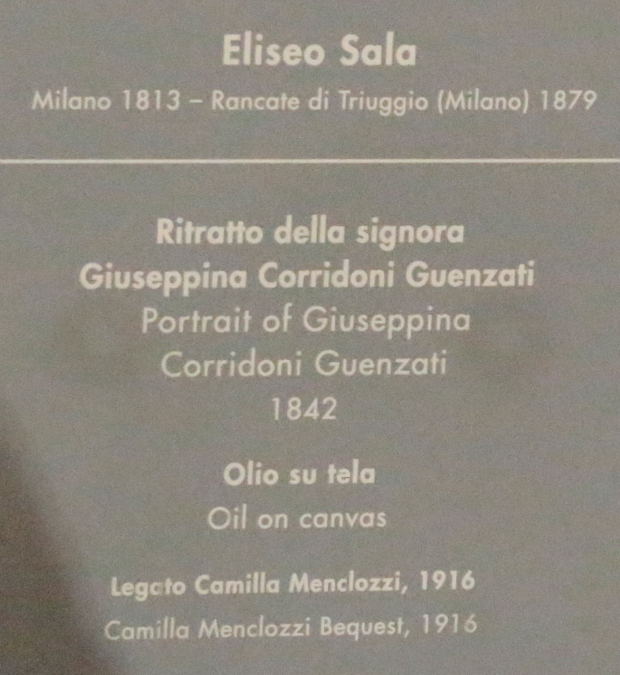 Eliseo Sala
Milano 1813 – Rancate di Triuggio (Milano) 1879
Ritratto della signora
Giuseppina Corridoni Guenzati
Portrait of Giuseppina
Corridoni Guenzati
1842
Olio su tela
Oil on canvas
Legato Camilla Menclozzi, 1916
Camilla Menclozzi Bequest, 1916